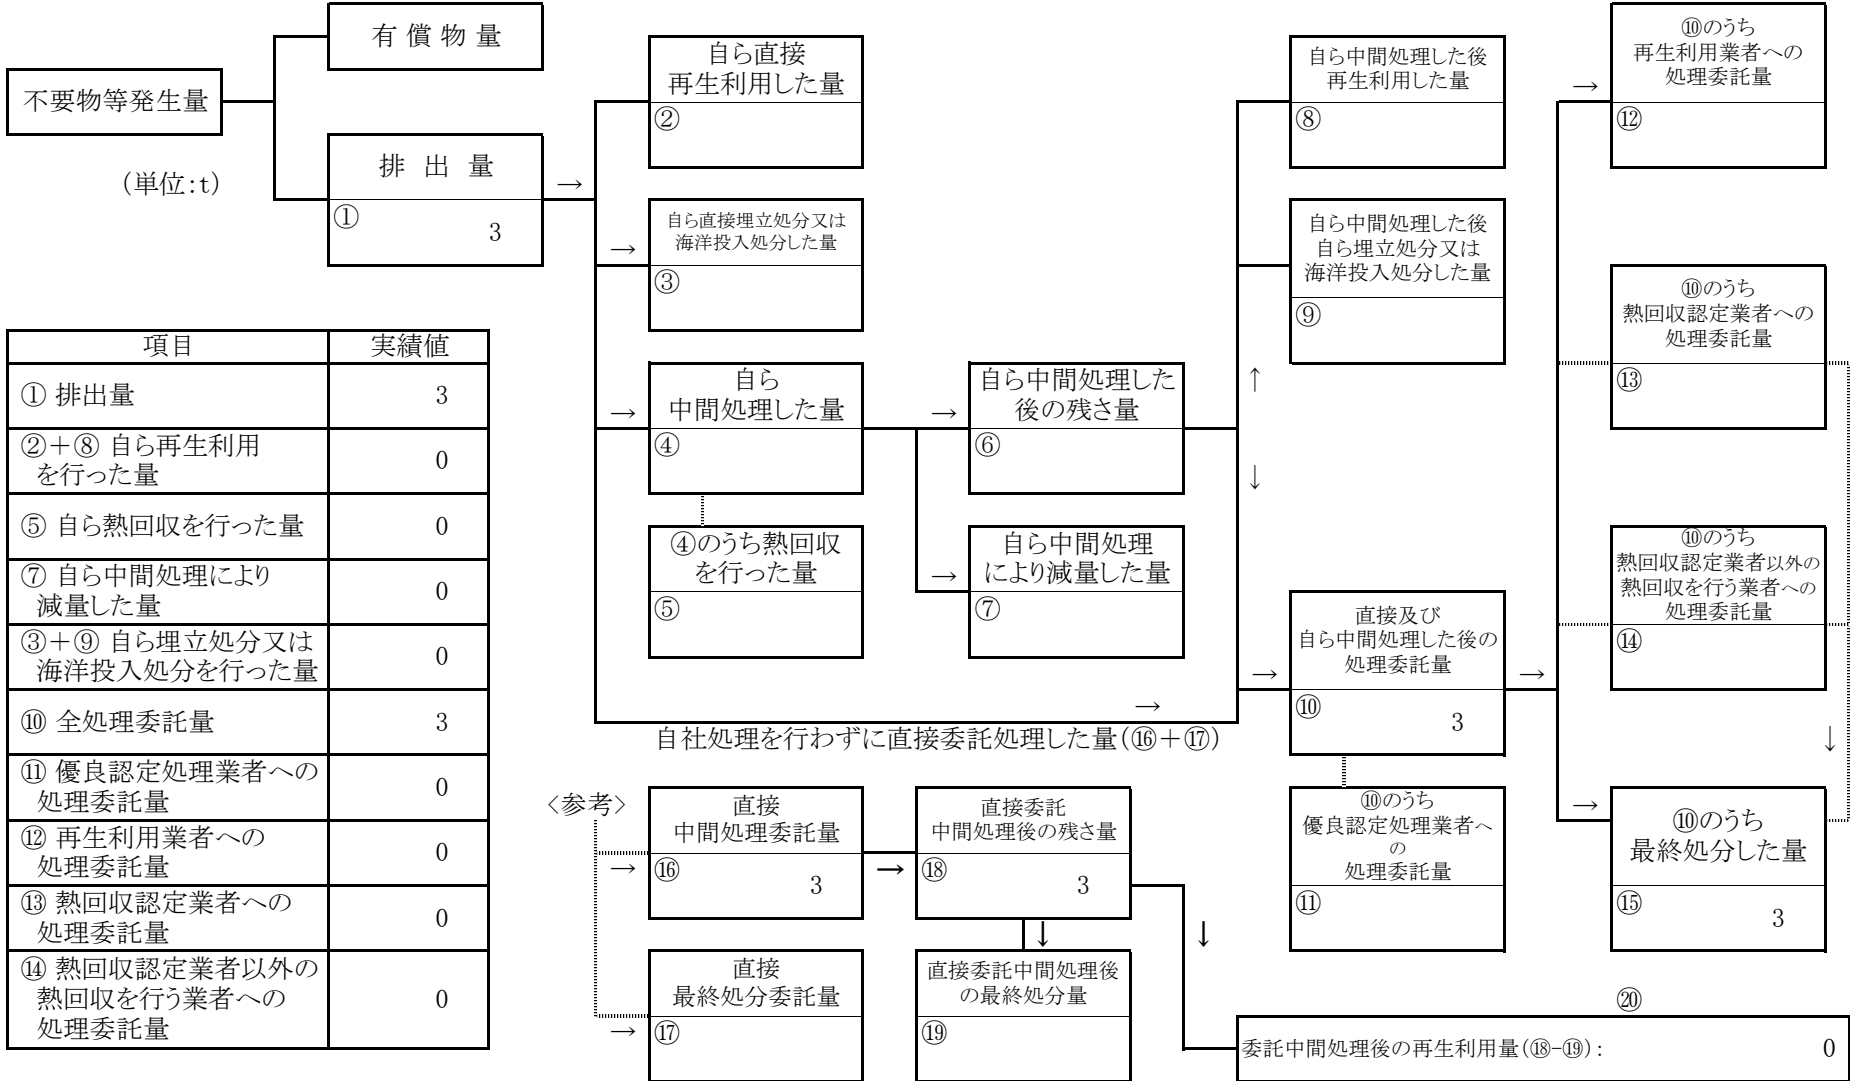 有 償 物 量
不要物等発生量
排 出 量
(単位:t)
①
3
自ら直接
再生利用した量
②
自ら直接埋立処分又は
海洋投入処分した量
③
自ら
中間処理した量
④
④のうち熱回収
を行った量
⑤
自ら中間処理した
後の残さ量
⑥
自ら中間処理
により減量した量
⑦
自ら中間処理した後
再生利用した量
⑧
自ら中間処理した後
自ら埋立処分又は
海洋投入処分した量
⑨
直接及び
自ら中間処理した後の
処理委託量
⑩
3
⑩のうち
優良認定処理業者へ
の
処理委託量
⑪
⑩のうち
再生利用業者への
処理委託量
⑫
⑩のうち
熱回収認定業者への
処理委託量
⑬
⑩のうち
熱回収認定業者以外の
熱回収を行う業者への
処理委託量
⑭
⑩のうち
最終処分した量
⑮
3
自社処理を行わずに直接委託処理した量(⑯+⑰)
〈参考〉
直接
中間処理委託量
⑯
3
直接委託
中間処理後の残さ量
⑱
3
直接
最終処分委託量
⑰
直接委託中間処理後
の最終処分量
⑲
⑳
委託中間処理後の再生利用量(⑱-⑲): 0
項目 実績値
① 排出量 3
②+⑧ 自ら再生利用
を行った量 0
⑤ 自ら熱回収を行った量 0
⑦ 自ら中間処理により
減量した量 0
③+⑨ 自ら埋立処分又は
海洋投入処分を行った量 0
⑩ 全処理委託量 3
⑪ 優良認定処理業者への
処理委託量 0
⑫ 再生利用業者への
処理委託量 0
⑬ 熱回収認定業者への
処理委託量 0
⑭ 熱回収認定業者以外の
熱回収を行う業者への
処理委託量 0